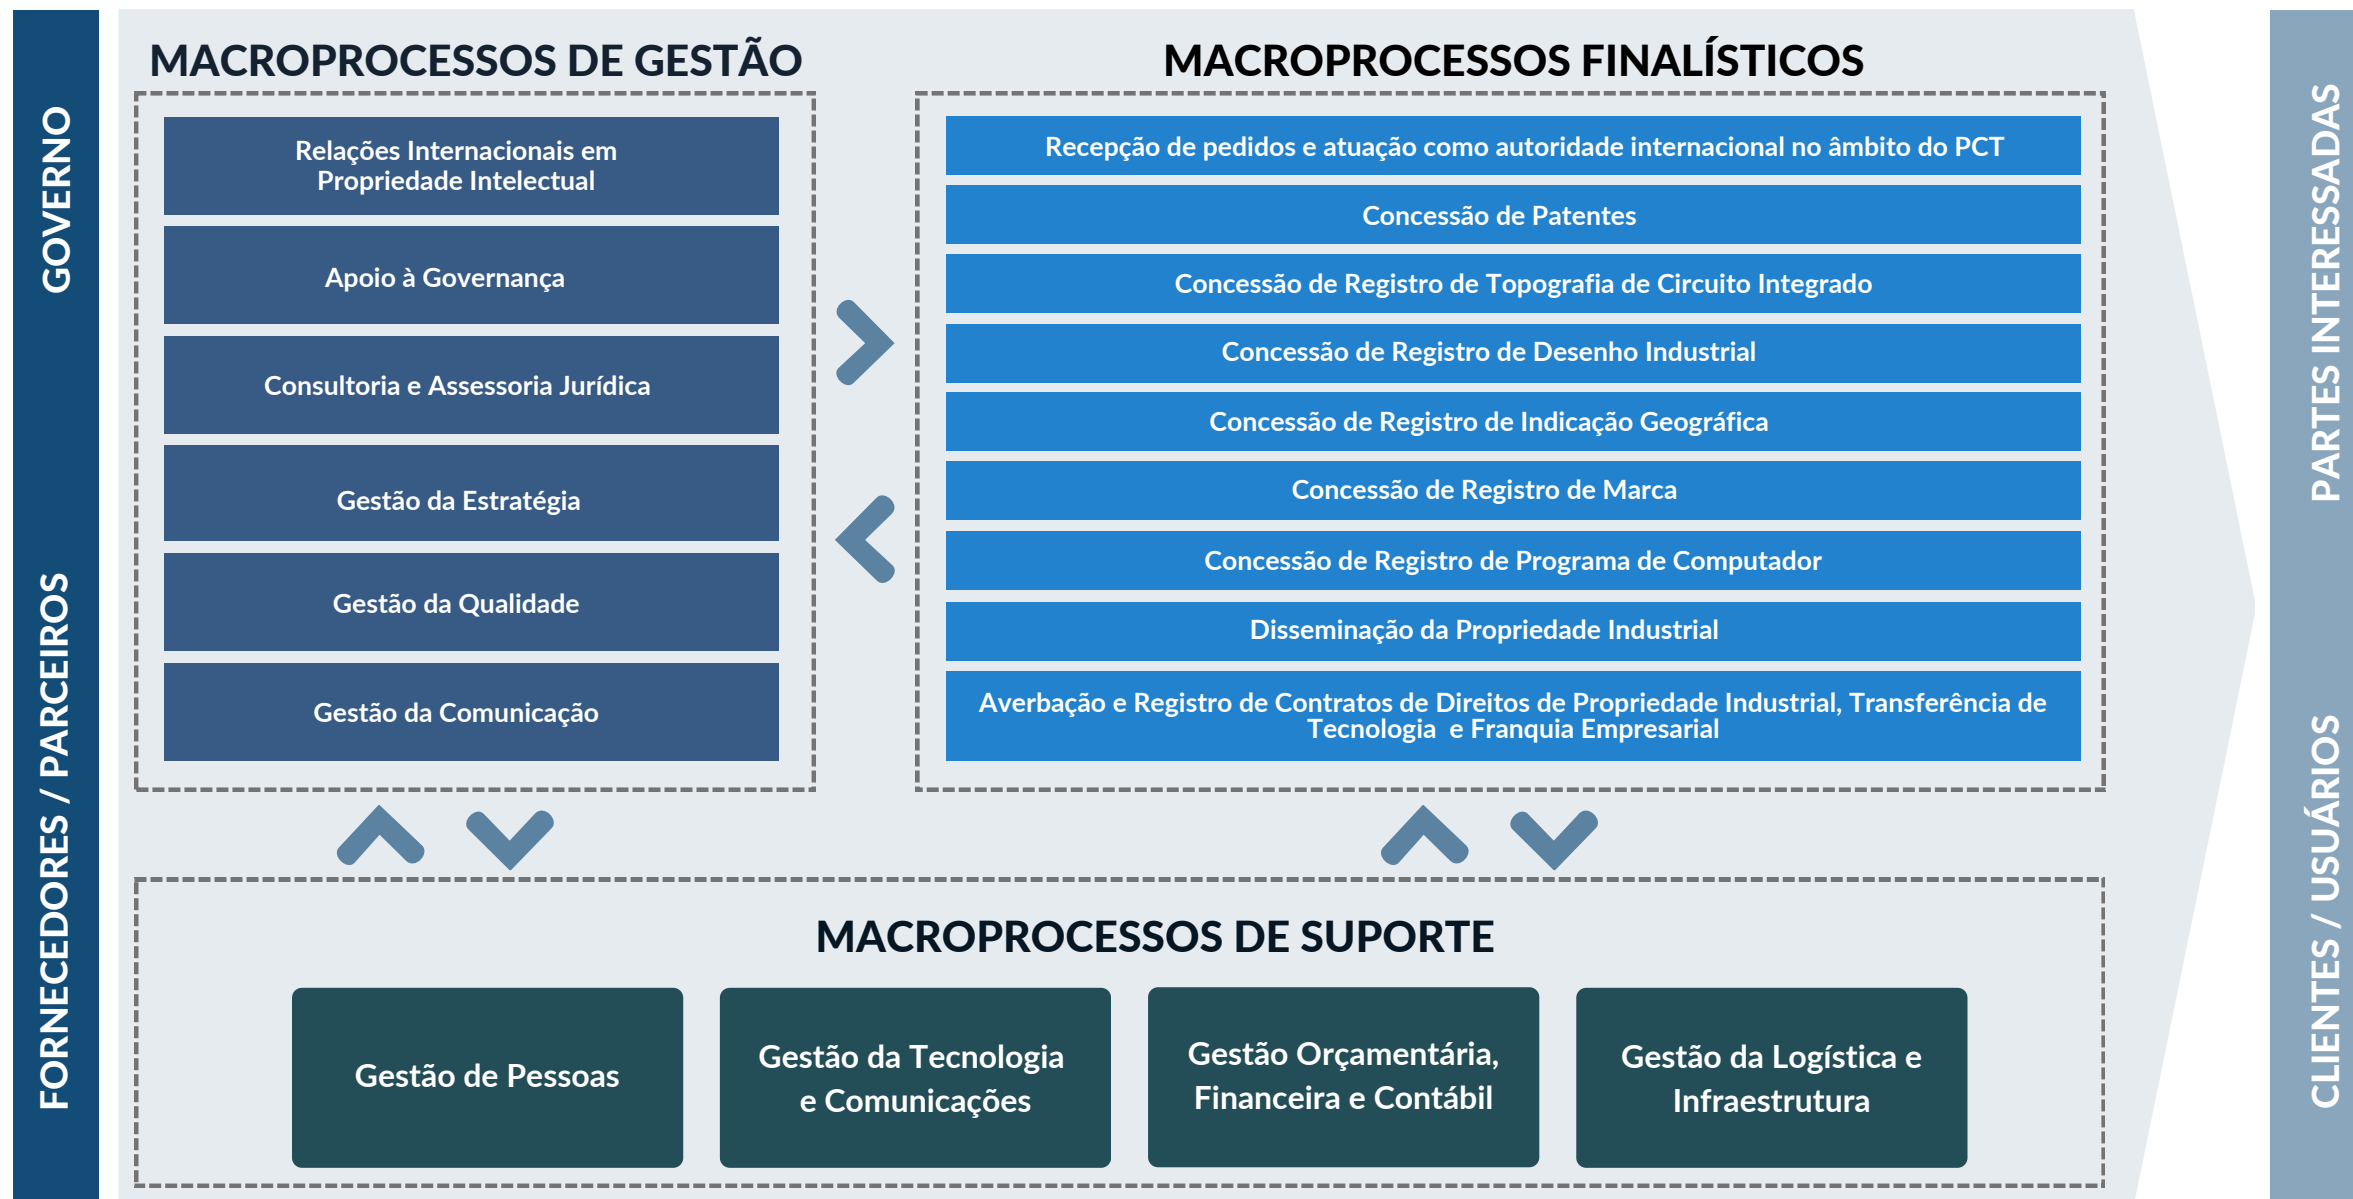 GOVERNO
FORNECEDORES / PARCEIROS
MACROPROCESSOS DE GESTÃO
Relações Internacionais em
Propriedade Intelectual
Apoio à Governança
Consultoria e Assessoria Jurídica
Gestão da Estratégia
Gestão da Qualidade
Gestão da Comunicação
MACROPROCESSOS FINALÍSTICOS
Recepção de pedidos e atuação como autoridade internacional no âmbito do PCT
Concessão de Patentes
Concessão de Registro de Topografia de Circuito Integrado
Concessão de Registro de Desenho Industrial
Concessão de Registro de Indicação Geográfica
Concessão de Registro de Marca
Concessão de Registro de Programa de Computador
Disseminação da Propriedade Industrial
Averbação e Registro de Contratos de Direitos de Propriedade Industrial, Transferência de
Tecnologia e Franquia Empresarial
MACROPROCESSOS DE SUPORTE
Gestão de Pessoas
Gestão da Tecnologia
e Comunicações
Gestão Orçamentária,
Financeira e Contábil
Gestão da Logística e
Infraestrutura
PARTES INTERESSADAS
CLIENTES / USUÁRIOS